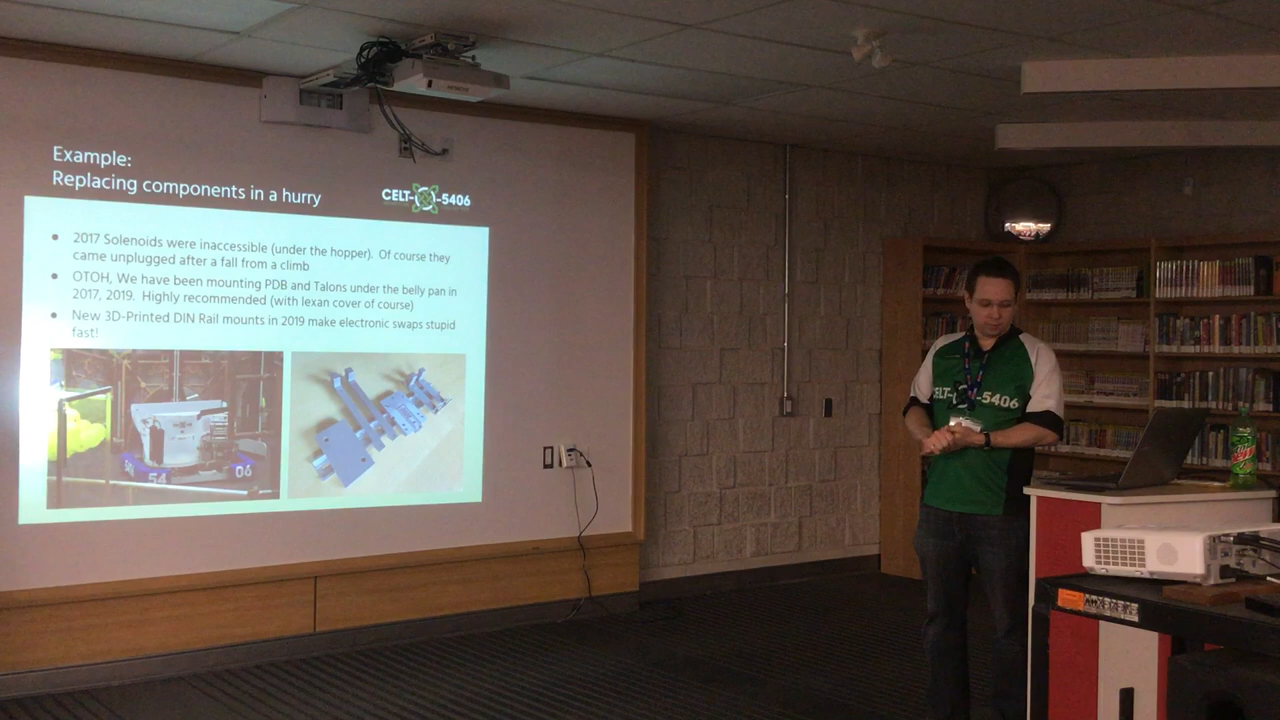 HITACHI
Example:
Replacing components in a hurry
CELT- -5406
• 2017 Solenoids were inaccessible (under the hopper). Of course they
came unplugged after a fall from a climb
• OTOH, We have been mounting PDB and Talons under the belly pan in
2017, 2019. Highly recommended (with lexan cover of course)
• New 3D-Printed DIN Rail mounts in 2019 make electronic swaps stupid
fast!
54 06
CELT- -5406